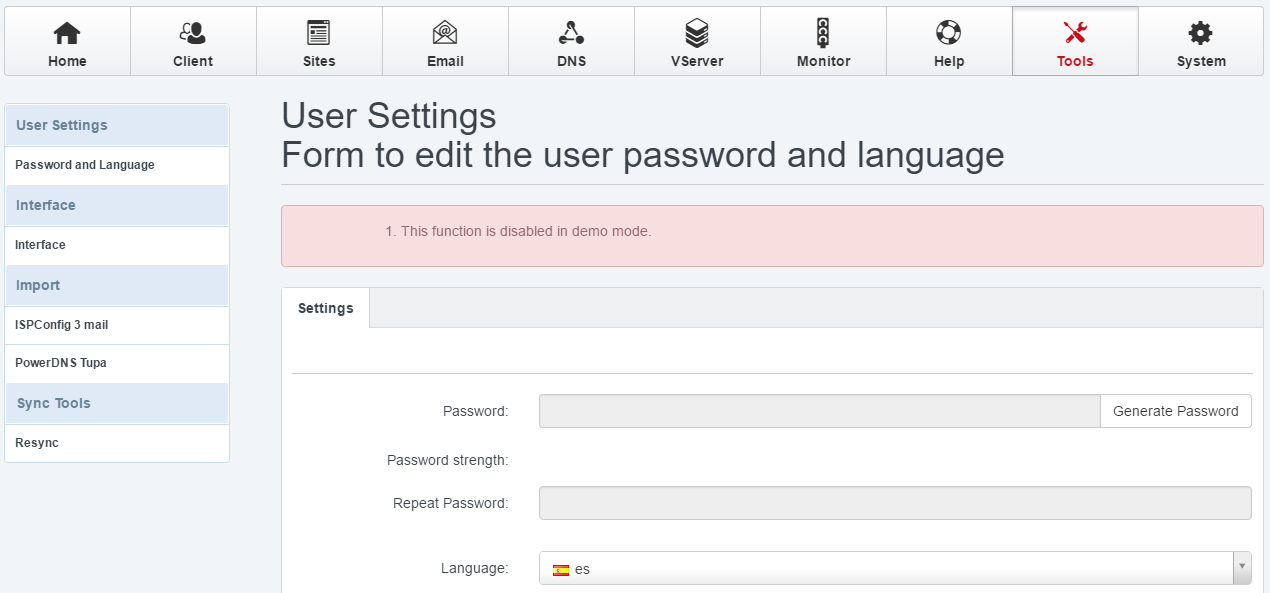 Home
Client
Sites
Email
DNS
VServer
Monitor
Help
Tools
System
User Settings
Password and Language
Interface
Interface
Import
ISPConfig 3 mail
PowerDNS Tupa
Sync Tools
Resync
User Settings
Form to edit the user password and language
1. This function is disabled in demo mode.
Settings
Password:
Generate Password
Password strength:
Repeat Password:
Language:
es